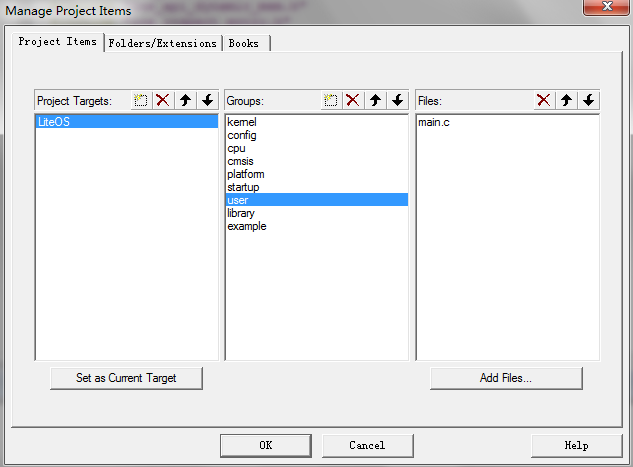 Manage Project Items
Project Items
Folders/Extensions
Books
Project Targets:
Groups:
Files:
LiteOS
kernel
config
cpu
cmsis
platform
startup
user
library
example
main.c
Set as Current Target
Add Files...
OK
Cancel
Help